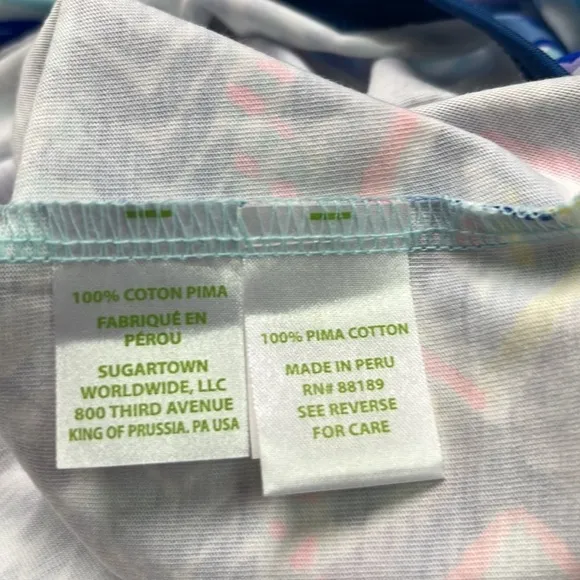 100% COTON PIMA
FABRIQUÉ EN
PÉROU
SUGARTOWN
WORLDWIDE, LLC
800 THIRD AVENUE
KING OF PRUSSIA. PA USA
100% PIMA COTTON
MADE IN PERU
RN# 88189
SEE REVERSE
FOR CARE